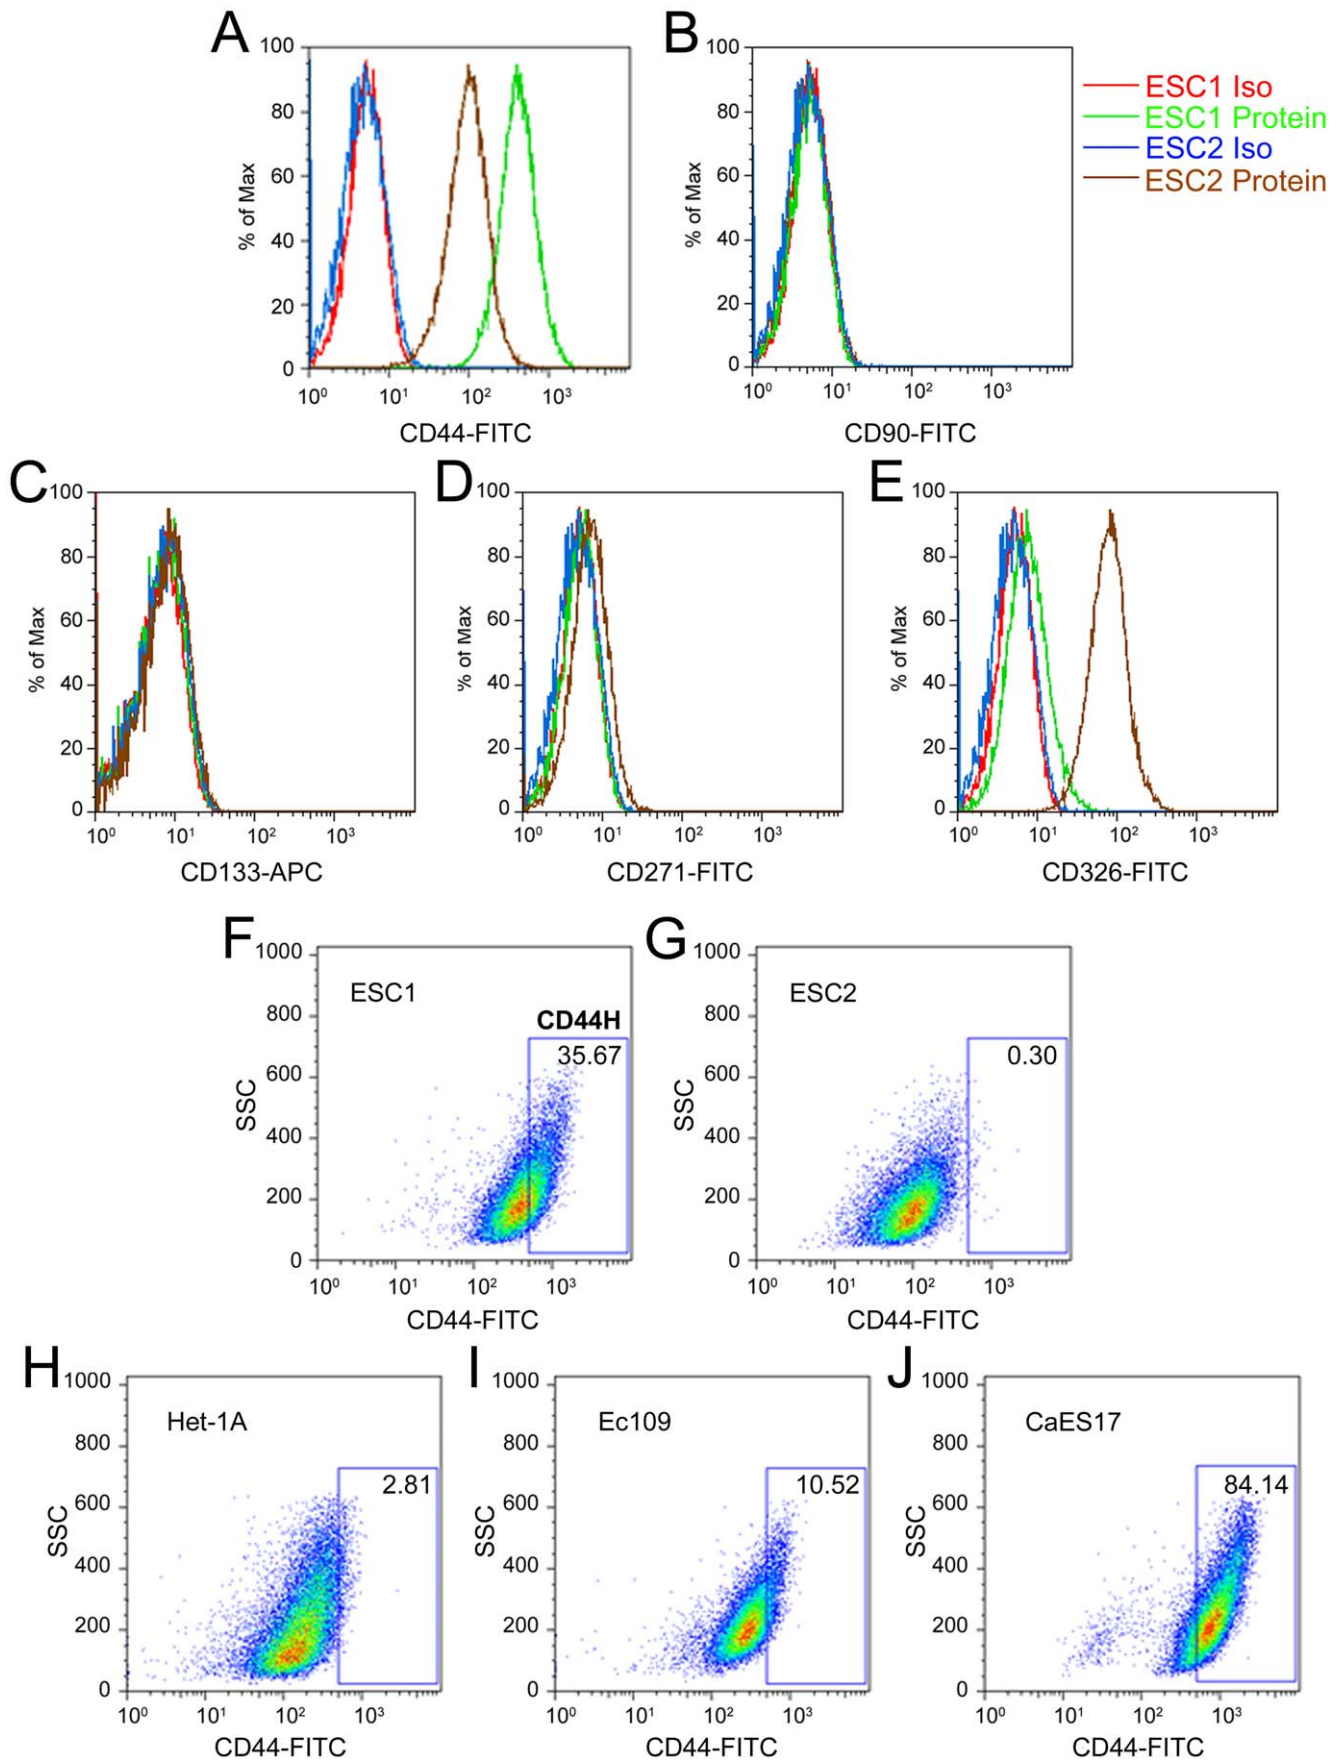 A
100
80
60
40
20
0
% of Max
10⁰ 10¹ 10² 10³
CD44-FITC
B
100
80
60
40
20
0
% of Max
10⁰ 10¹ 10² 10³
CD90-FITC
ESC1 Iso
ESC1 Protein
ESC2 Iso
ESC2 Protein
C
100
80
60
40
20
0
% of Max
10⁰ 10¹ 10² 10³
CD133-APC
D
100
80
60
40
20
0
% of Max
10⁰ 10¹ 10² 10³
CD271-FITC
E
100
80
60
40
20
0
% of Max
10⁰ 10¹ 10² 10³
CD326-FITC
F
1000
800
600
400
200
0
SSC
ESC1
CD44H
35.67
10⁰ 10¹ 10² 10³
CD44-FITC
G
1000
800
600
400
200
0
SSC
ESC2
0.30
10⁰ 10¹ 10² 10³
CD44-FITC
H
1000
800
600
400
200
0
SSC
Het-1A
2.81
10⁰ 10¹ 10² 10³
CD44-FITC
I
1000
800
600
400
200
0
SSC
Ec109
10.52
10⁰ 10¹ 10² 10³
CD44-FITC
J
1000
800
600
400
200
0
SSC
CaES17
84.14
10⁰ 10¹ 10² 10³
CD44-FITC